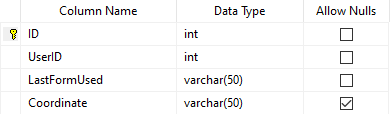 Column Name Data Type Allow Nulls
ID int
UserID int
LastFormUsed varchar(50)
Coordinate varchar(50)